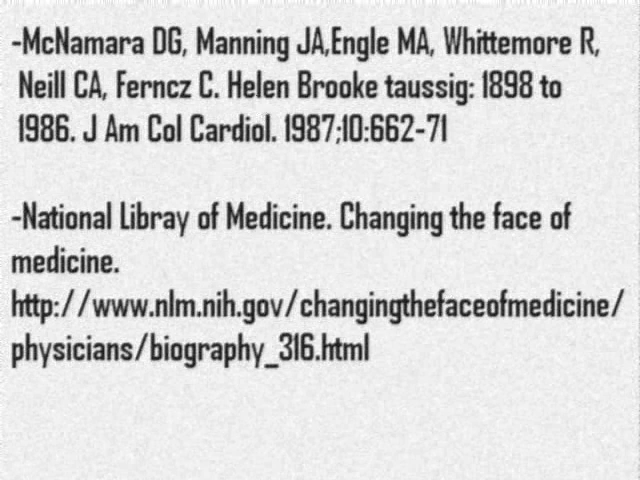 -McNamara DG, Manning JA,Engle MA, Whittemore R,
Neill CA, Ferncz C. Helen Brooke taussig: 1898 to
1986. J Am Col Cardiol. 1987;10:662-71
-National Libray of Medicine. Changing the face of
medicine.
http://www.nlm.nih.gov/changingthefaceofmedicine/
physicians/biography_316.html